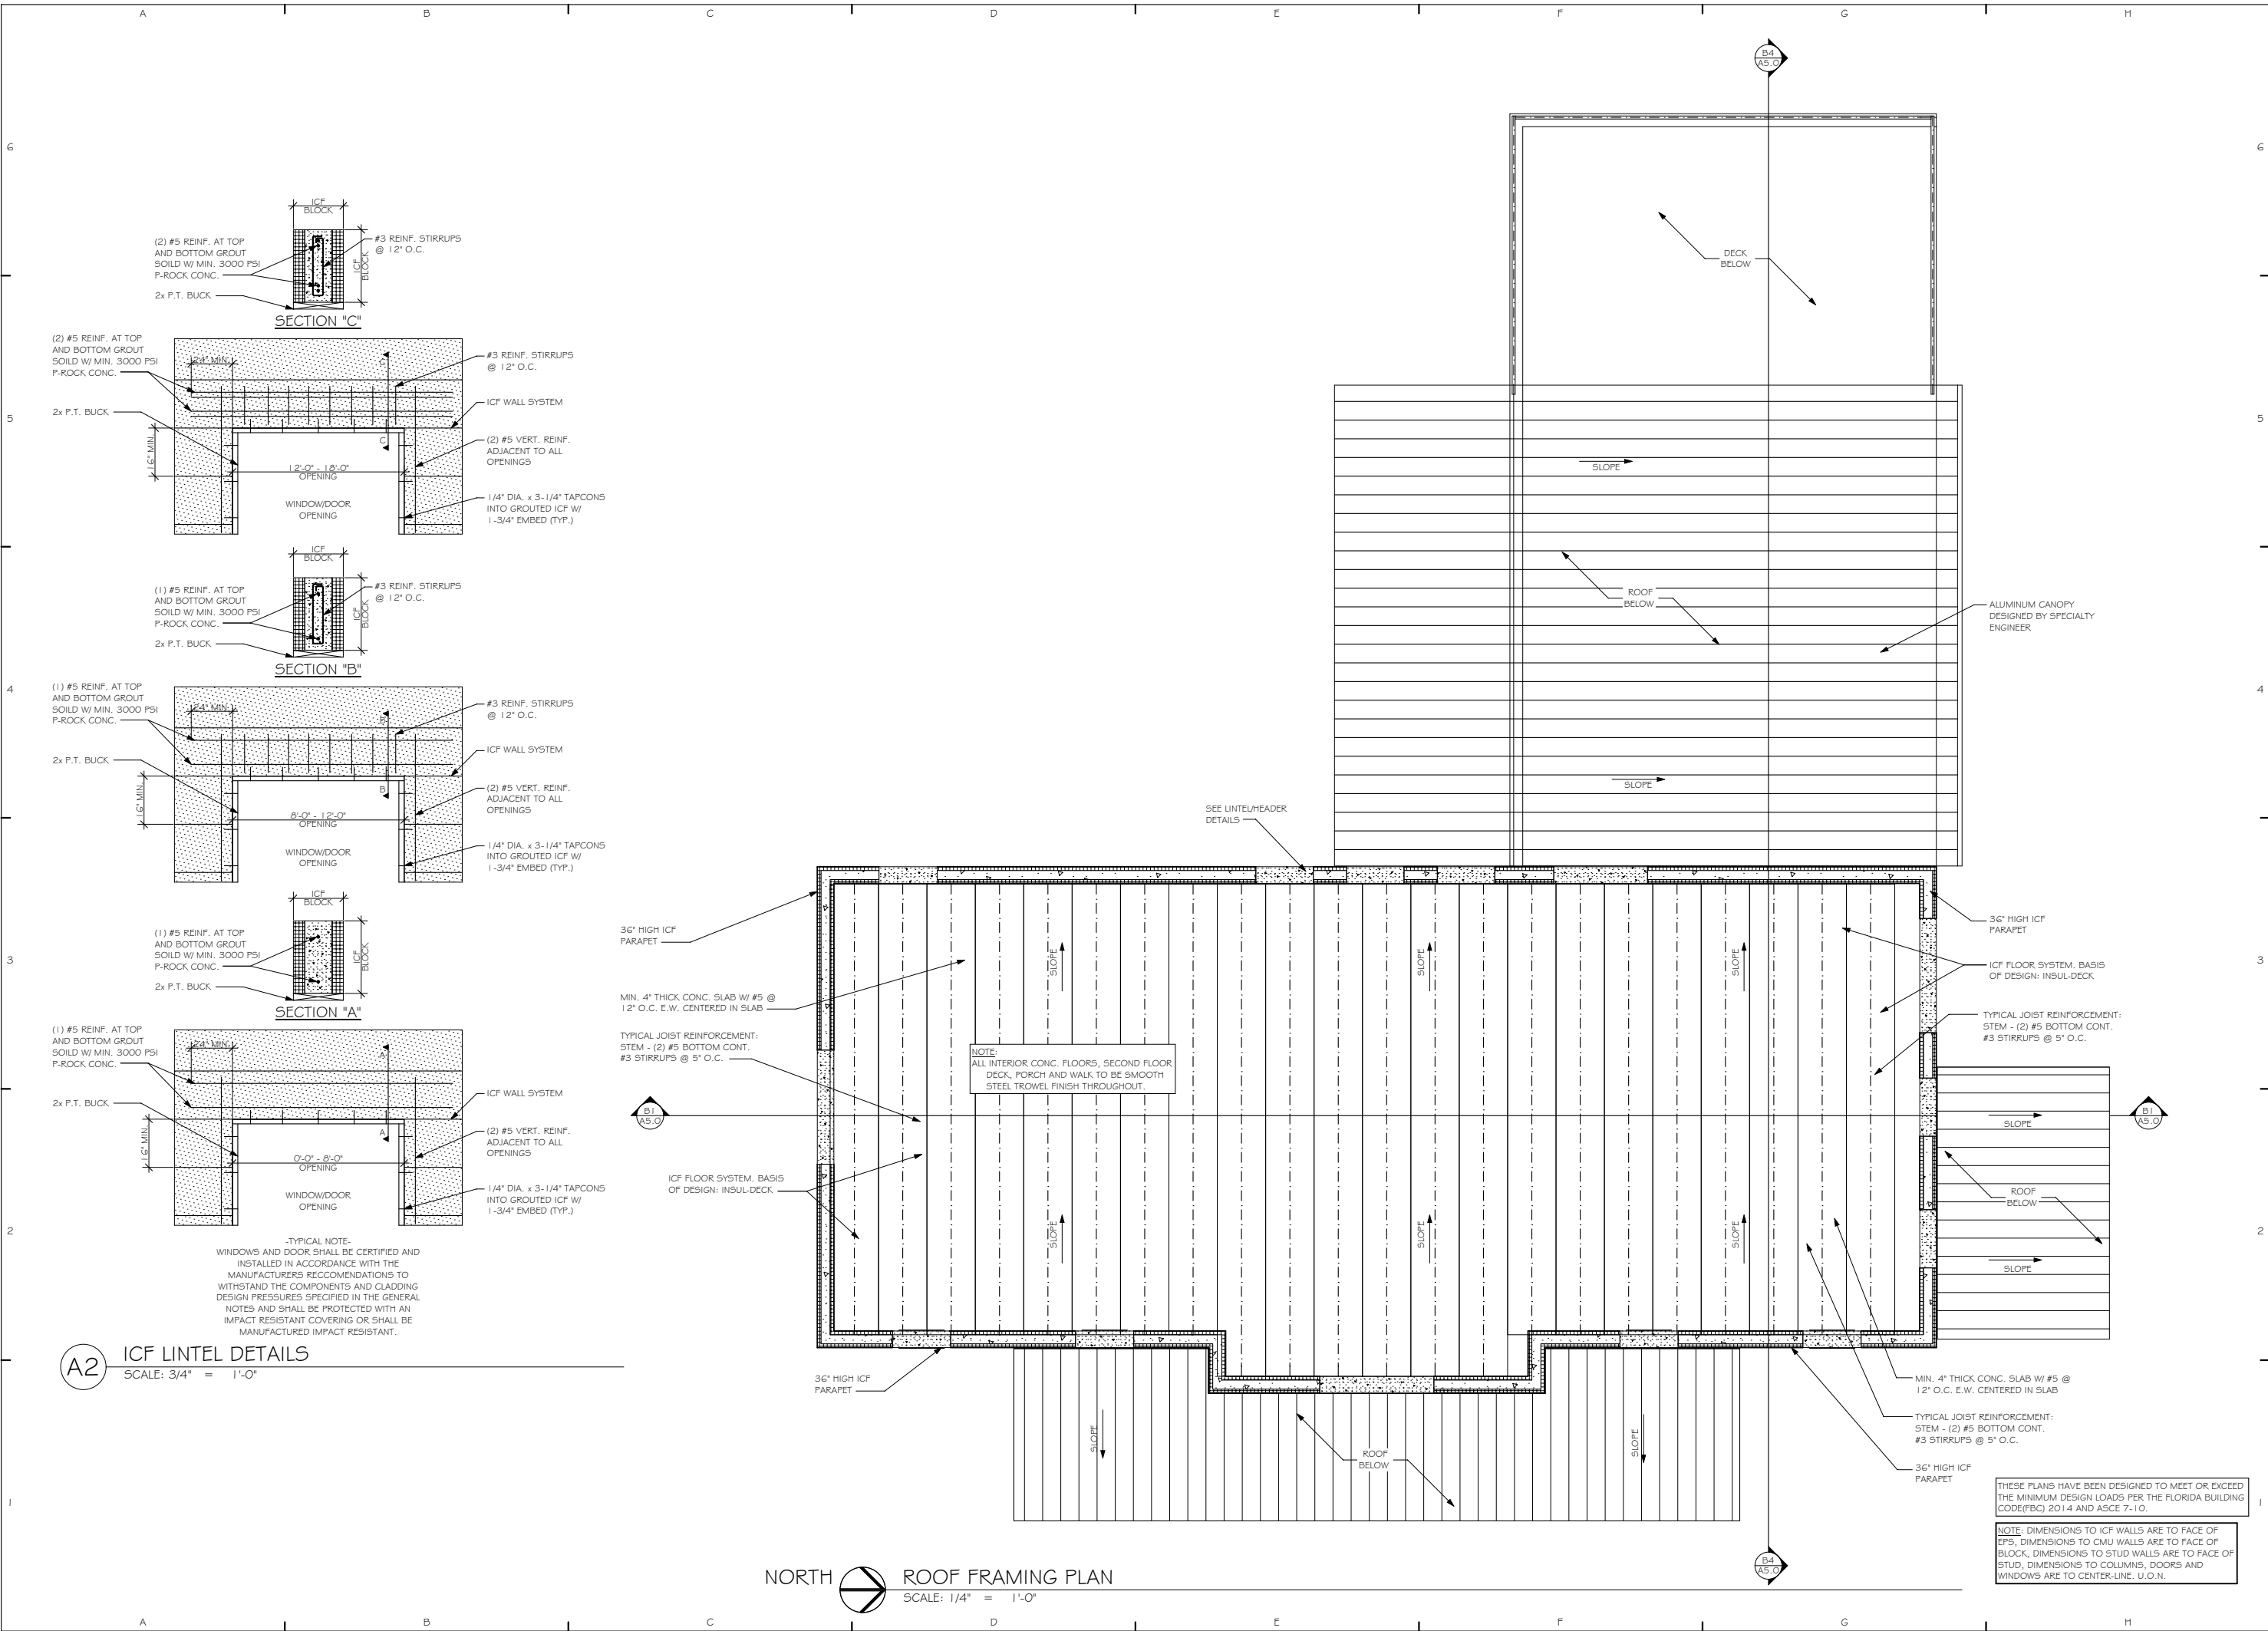 A B C D E F G H
6
5
4
3
2
1
6
5
4
3
2
1
ICF
BLOCK
(2) #5 REINF. AT TOP
AND BOTTOM GROUT
SOILD W/ MIN. 3000 PSI
P-ROCK CONC.
2x P.T. BUCK
#3 REINF. STIRRUPS
@ 12" O.C.
ICF
BLOCK
SECTION "C"
(2) #5 REINF. AT TOP
AND BOTTOM GROUT
SOILD W/ MIN. 3000 PSI
P-ROCK CONC.
2x P.T. BUCK
24" MIN.
16" MIN.
C
C
12'-0" - 18'-0"
OPENING
WINDOW/DOOR
OPENING
#3 REINF. STIRRUPS
@ 12" O.C.
ICF WALL SYSTEM
(2) #5 VERT. REINF.
ADJACENT TO ALL
OPENINGS
1/4" DIA. x 3-1/4" TAPCONS
INTO GROUTED ICF W/
1-3/4" EMBED (TYP.)
ICF
BLOCK
(1) #5 REINF. AT TOP
AND BOTTOM GROUT
SOILD W/ MIN. 3000 PSI
P-ROCK CONC.
2x P.T. BUCK
#3 REINF. STIRRUPS
@ 12" O.C.
ICF
BLOCK
SECTION "B"
(1) #5 REINF. AT TOP
AND BOTTOM GROUT
SOILD W/ MIN. 3000 PSI
P-ROCK CONC.
2x P.T. BUCK
24" MIN.
16" MIN.
B
B
8'-0" - 12'-0"
OPENING
WINDOW/DOOR
OPENING
#3 REINF. STIRRUPS
@ 12" O.C.
ICF WALL SYSTEM
(2) #5 VERT. REINF.
ADJACENT TO ALL
OPENINGS
1/4" DIA. x 3-1/4" TAPCONS
INTO GROUTED ICF W/
1-3/4" EMBED (TYP.)
ICF
BLOCK
(1) #5 REINF. AT TOP
AND BOTTOM GROUT
SOILD W/ MIN. 3000 PSI
P-ROCK CONC.
2x P.T. BUCK
ICF
BLOCK
SECTION "A"
(1) #5 REINF. AT TOP
AND BOTTOM GROUT
SOILD W/ MIN. 3000 PSI
P-ROCK CONC.
2x P.T. BUCK
24" MIN.
16" MIN.
A
A
0'-0" - 8'-0"
OPENING
WINDOW/DOOR
OPENING
ICF WALL SYSTEM
(2) #5 VERT. REINF.
ADJACENT TO ALL
OPENINGS
1/4" DIA. x 3-1/4" TAPCONS
INTO GROUTED ICF W/
1-3/4" EMBED (TYP.)
-TYPICAL NOTE-
WINDOWS AND DOOR SHALL BE CERTIFIED AND
INSTALLED IN ACCORDANCE WITH THE
MANUFACTURERS RECCOMENDATIONS TO
WITHSTAND THE COMPONENTS AND CLADDING
DESIGN PRESSURES SPECIFIED IN THE GENERAL
NOTES AND SHALL BE PROTECTED WITH AN
IMPACT RESISTANT COVERING OR SHALL BE
MANUFACTURED IMPACT RESISTANT.
A2
ICF LINTEL DETAILS
SCALE: 3/4" = 1'-0"
B4
A5.0
DECK
BELOW
SLOPE
ROOF
BELOW
ALUMINUM CANOPY
DESIGNED BY SPECIALTY
ENGINEER
SLOPE
SEE LINTEL/HEADER
DETAILS
36" HIGH ICF
PARAPET
MIN. 4" THICK CONC. SLAB W/ #5 @
12" O.C. E.W. CENTERED IN SLAB
TYPICAL JOIST REINFORCEMENT:
STEM - (2) #5 BOTTOM CONT.
#3 STIRRUPS @ 5" O.C.
B1
A5.0
ICF FLOOR SYSTEM. BASIS
OF DESIGN: INSUL-DECK
36" HIGH ICF
PARAPET
SLOPE
SLOPE
SLOPE
NOTE:
ALL INTERIOR CONC. FLOORS, SECOND FLOOR
DECK, PORCH AND WALK TO BE SMOOTH
STEEL TROWEL FINISH THROUGHOUT.
SLOPE
SLOPE
SLOPE
36" HIGH ICF
PARAPET
ICF FLOOR SYSTEM. BASIS
OF DESIGN: INSUL-DECK
TYPICAL JOIST REINFORCEMENT:
STEM - (2) #5 BOTTOM CONT.
#3 STIRRUPS @ 5" O.C.
SLOPE
B1
A5.0
ROOF
BELOW
SLOPE
MIN. 4" THICK CONC. SLAB W/ #5 @
12" O.C. E.W. CENTERED IN SLAB
TYPICAL JOIST REINFORCEMENT:
STEM - (2) #5 BOTTOM CONT.
#3 STIRRUPS @ 5" O.C.
36" HIGH ICF
PARAPET
SLOPE
ROOF
BELOW
SLOPE
B4
A5.0
THESE PLANS HAVE BEEN DESIGNED TO MEET OR EXCEED
THE MINIMUM DESIGN LOADS PER THE FLORIDA BUILDING
CODE(FBC) 2014 AND ASCE 7-10.
NOTE: DIMENSIONS TO ICF WALLS ARE TO FACE OF
EPS, DIMENSIONS TO CMU WALLS ARE TO FACE OF
BLOCK, DIMENSIONS TO STUD WALLS ARE TO FACE OF
STUD, DIMENSIONS TO COLUMNS, DOORS AND
WINDOWS ARE TO CENTER-LINE. U.O.N.
NORTH
ROOF FRAMING PLAN
SCALE: 1/4" = 1'-0"
A B C D E F G H